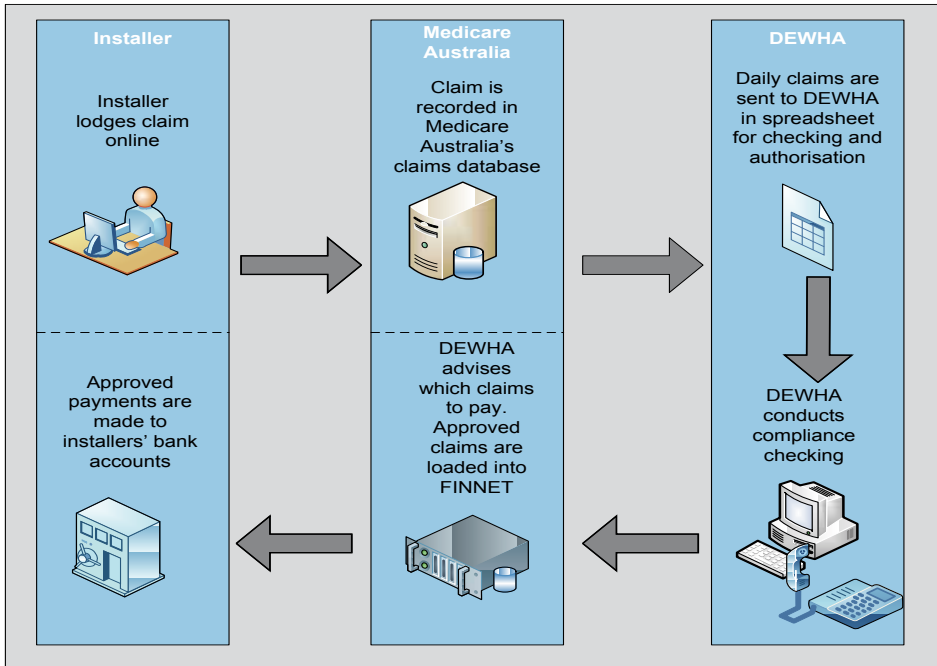 Installer
Installer
lodges claim
online
Medicare
Australia
Claim is
recorded in
Medicare
Australia's
claims database
DEWHA
Daily claims are
sent to DEWHA
in spreadsheet
for checking and
authorisation
DEWHA
conducts
compliance
checking
DEWHA
advises
which claims
to pay.
Approved
claims are
loaded into
FINNET
Approved
payments are
made to
installers' bank
accounts